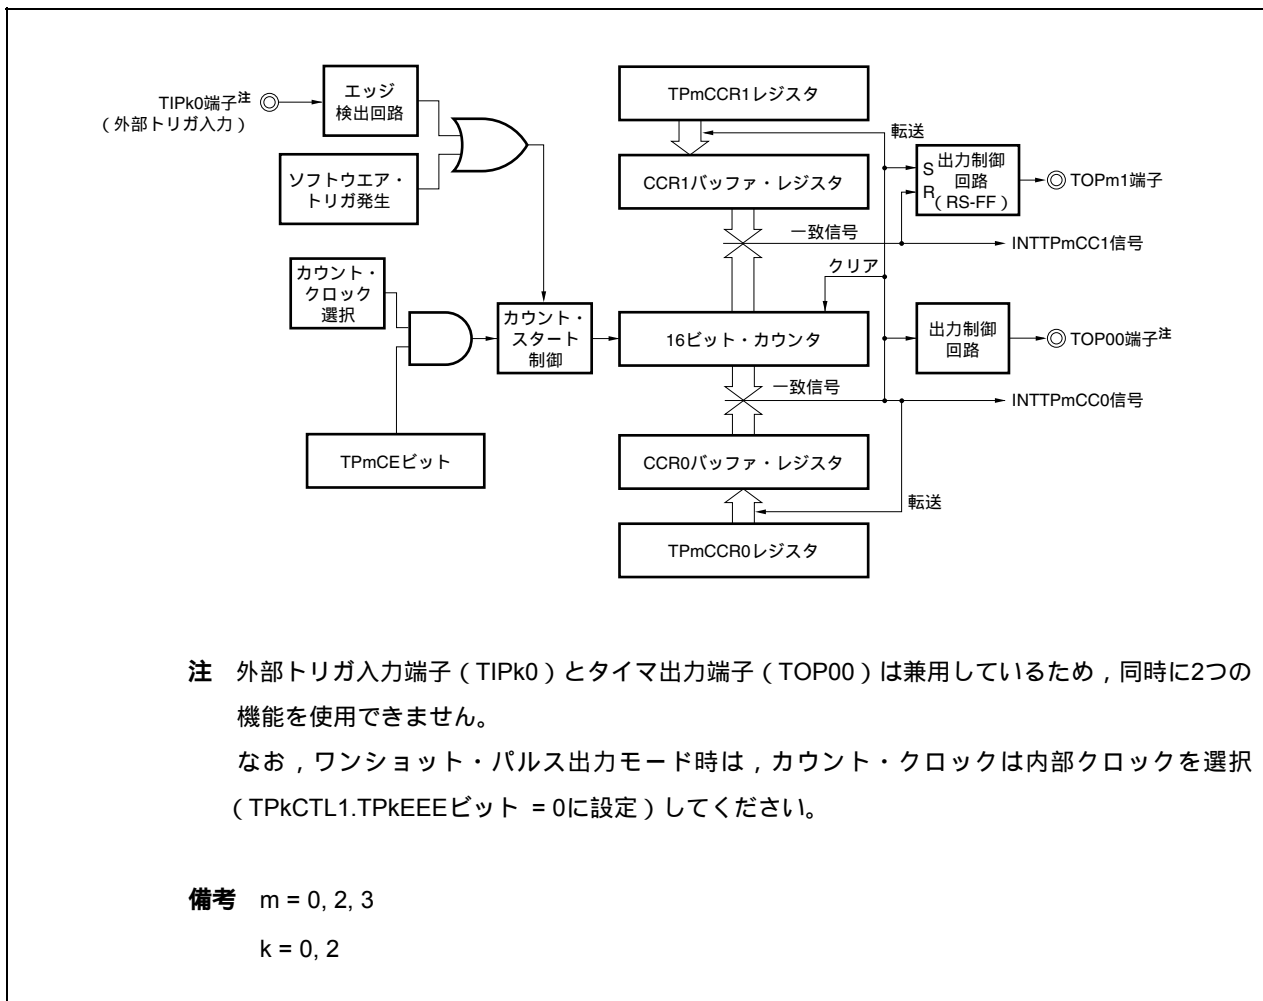 TIPk0端子注
（外部トリガ入力）
エッジ
検出回路
ソフトウエア・
トリガ発生
カウント・
クロック
選択
TPmCEビット
カウント・
スタート
制御
TPmCCR1レジスタ
転送
CCR1バッファ・レジスタ
一致信号
クリア
16ビット・カウンタ
一致信号
CCR0バッファ・レジスタ
転送
TPmCCR0レジスタ
S 出力制御
回路
R（RS-FF）
TOPm1端子
INTTPmCC1信号
出力制御
回路
TOP00端子注
INTTPmCC0信号
注 外部トリガ入力端子（TIPk0）とタイマ出力端子（TOP00）は兼用しているため，同時に2つの
機能を使用できません。
なお，ワンショット・パルス出力モード時は，カウント・クロックは内部クロックを選択
（TPkCTL1.TPkEEEビット = 0に設定）してください。
備考 m = 0, 2, 3
k = 0, 2